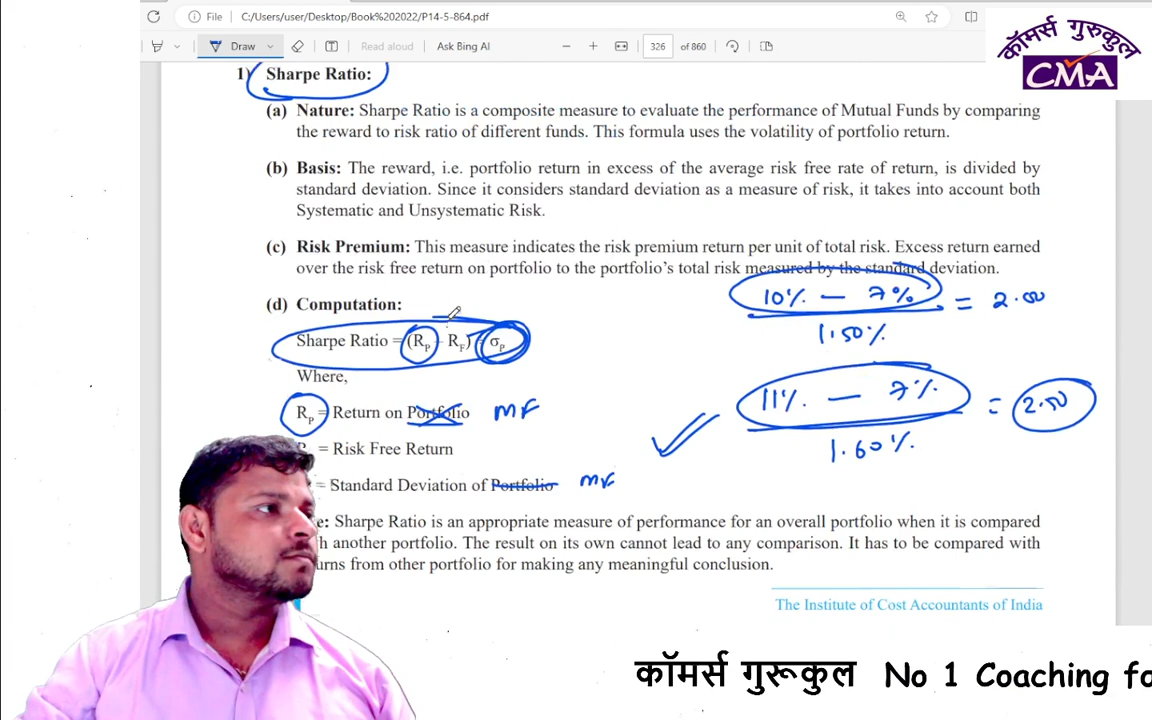 File C:/Users/user/Desktop/Book%202022/P14-5-864.pdf
Draw Read aloud Ask Bing AI 326 of 860
कॉमर्स गुरुकुल
CMA
1) Sharpe Ratio:
(a) Nature: Sharpe Ratio is a composite measure to evaluate the performance of Mutual Funds by comparing
the reward to risk ratio of different funds. This formula uses the volatility of portfolio return.
(b) Basis: The reward, i.e. portfolio return in excess of the average risk free rate of return, is divided by
standard deviation. Since it considers standard deviation as a measure of risk, it takes into account both
Systematic and Unsystematic Risk.
(c) Risk Premium: This measure indicates the risk premium return per unit of total risk. Excess return earned
over the risk free return on portfolio to the portfolio's total risk measured by the standard deviation.
(d) Computation:
10% – 7% = 2.00
1.50%
Sharpe Ratio = (Rp - RF) ÷ σp
Where,
11% – 7% = 2.50
1.60%
Rp = Return on Portfolio MF
= Risk Free Return
= Standard Deviation of Portfolio MF
e: Sharpe Ratio is an appropriate measure of performance for an overall portfolio when it is compared
h another portfolio. The result on its own cannot lead to any comparison. It has to be compared with
urns from other portfolio for making any meaningful conclusion.
The Institute of Cost Accountants of India
कॉमर्स गुरूकुल No 1 Coaching fo